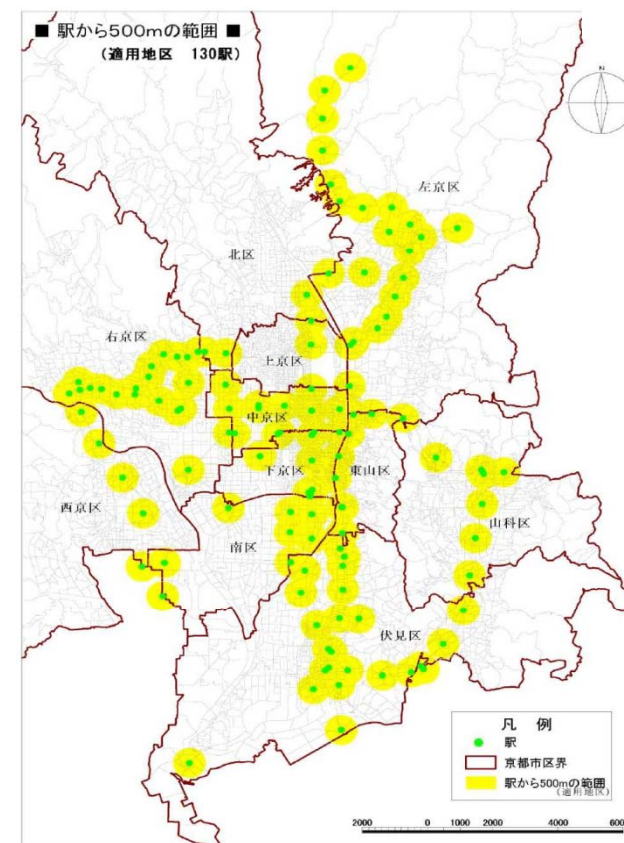 ■ 駅から500mの範囲 ■
(適用地区 130駅)
N
左京区
北区
右京区
上京区
中京区
下京区
東山区
西京区
山科区
南区
伏見区
凡 例
駅
京都市区界
駅から500mの範囲
(適用地区)
2000 0 2000 4000 6000